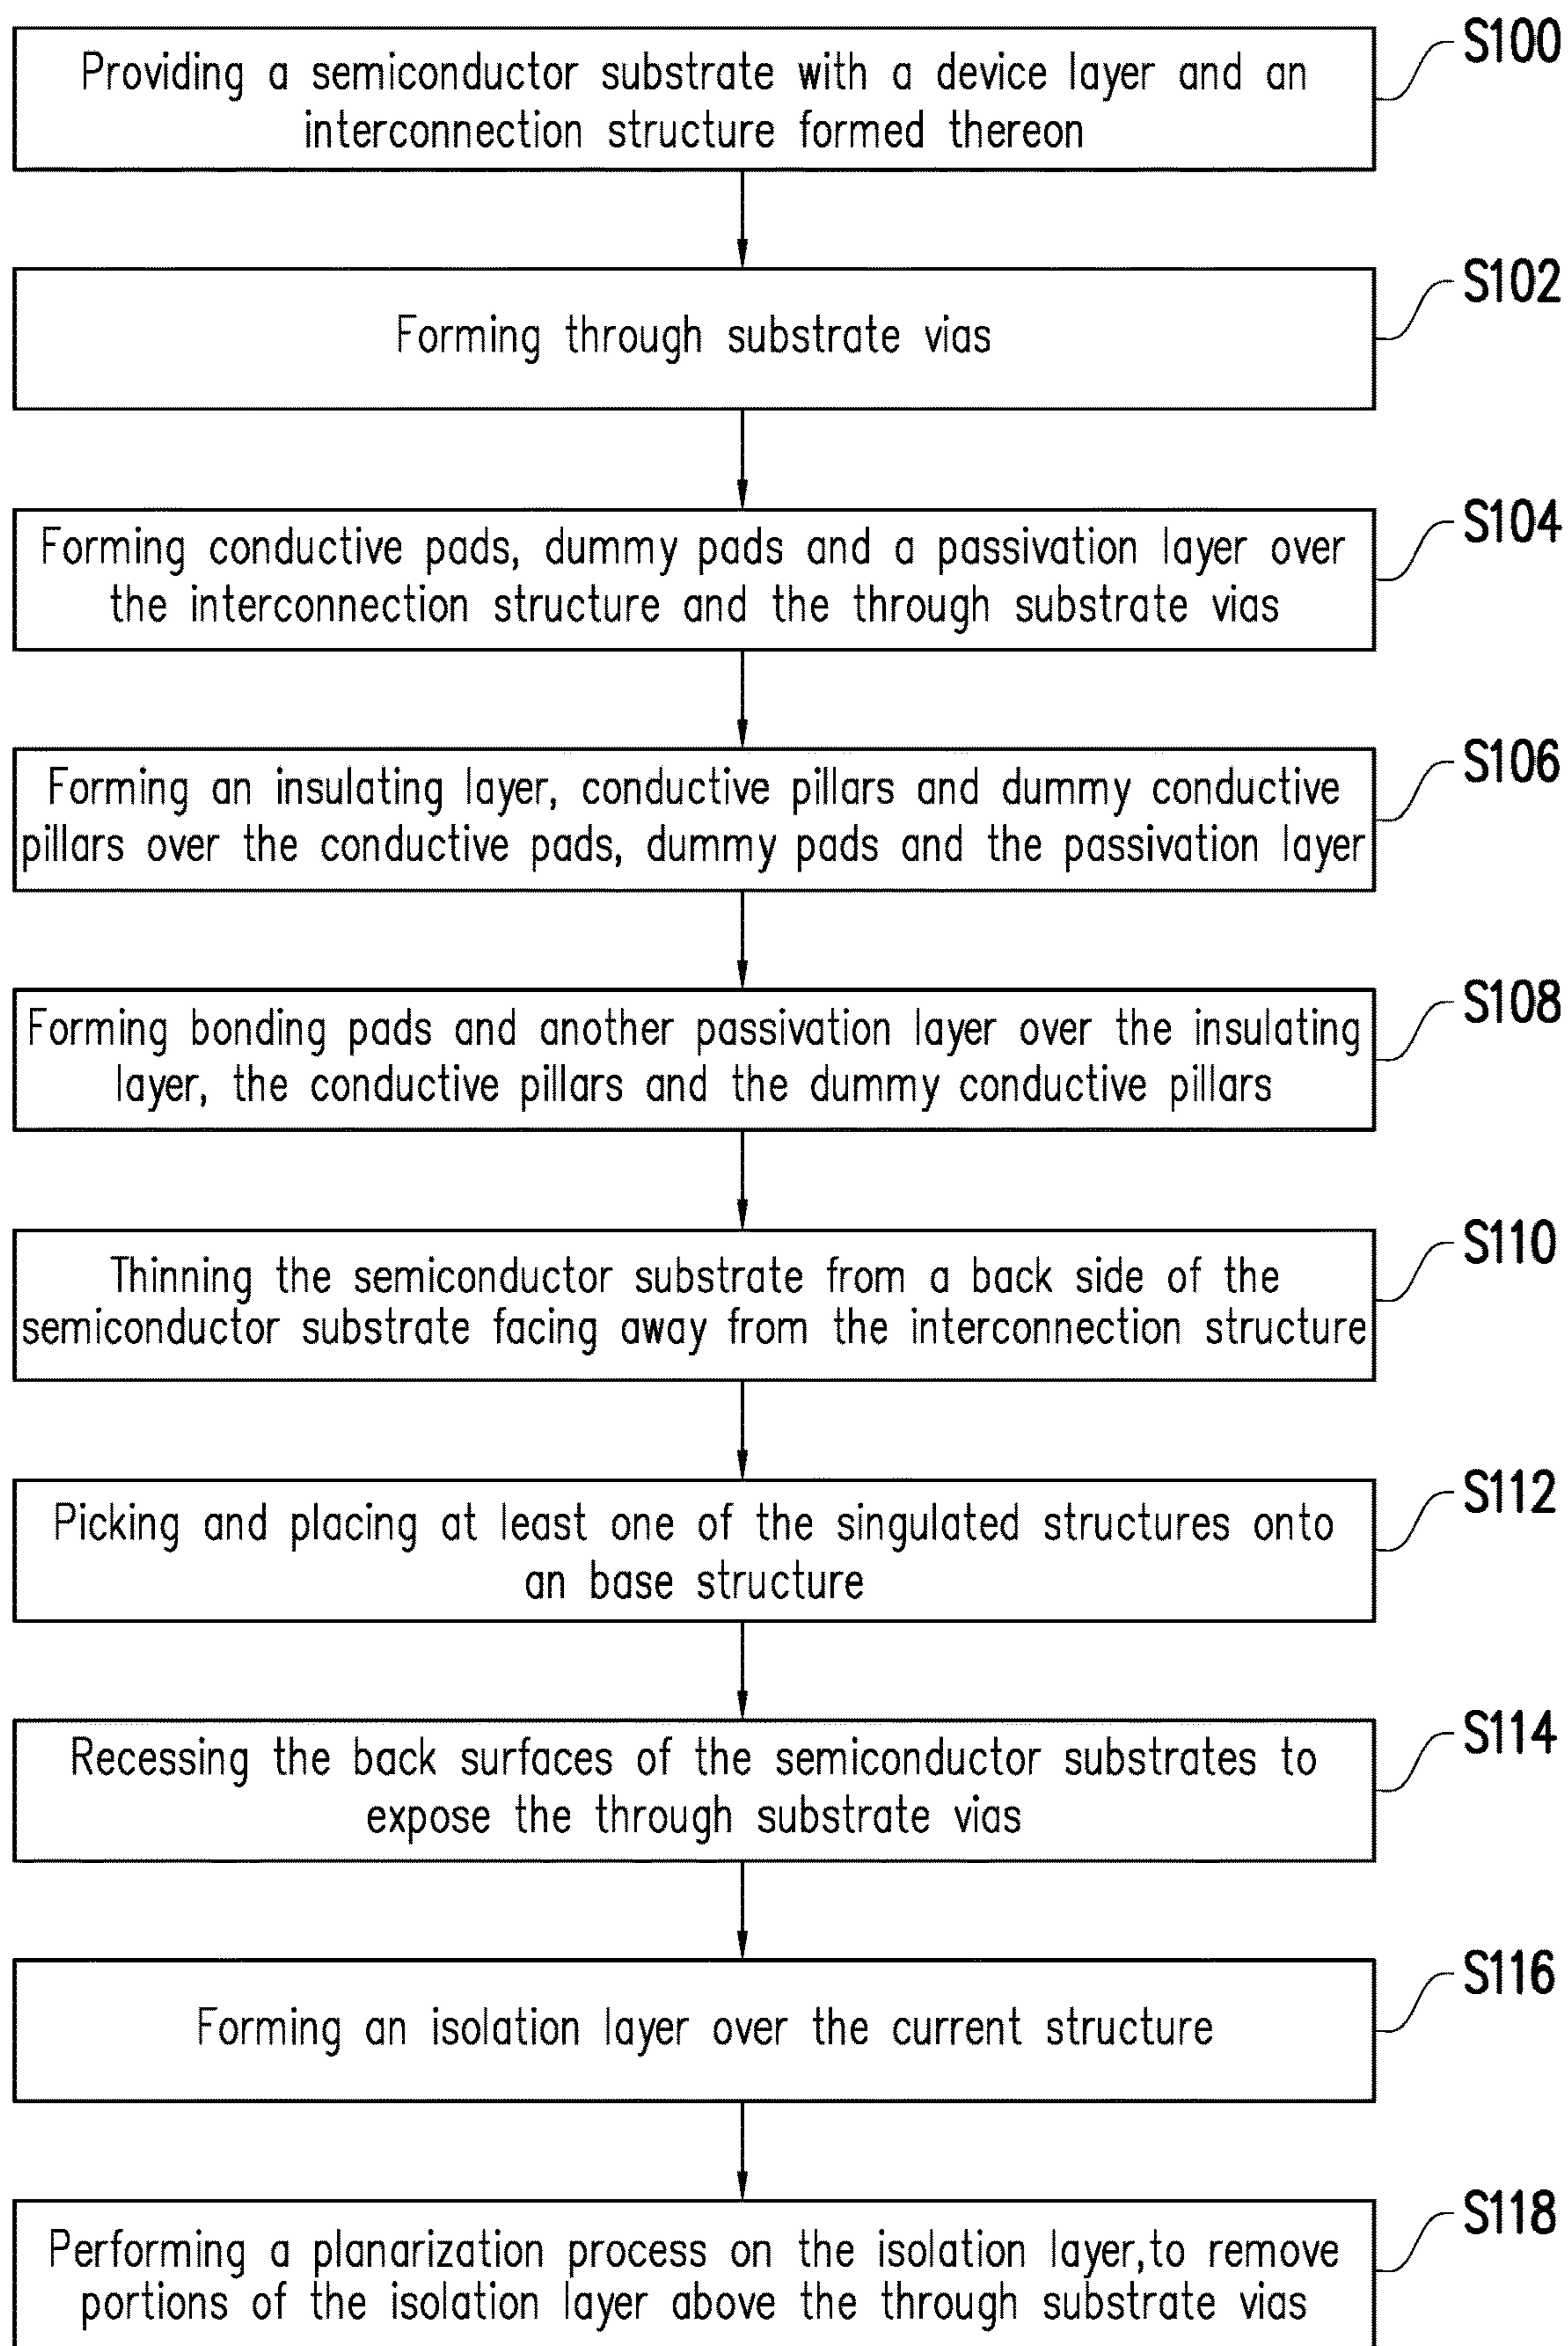 S100
Providing a semiconductor substrate with a device layer and an
interconnection structure formed thereon
S102
Forming through substrate vias
S104
Forming conductive pads, dummy pads and a passivation layer over
the interconnection structure and the through substrate vias
S106
Forming an insulating layer, conductive pillars and dummy conductive
pillars over the conductive pads, dummy pads and the passivation layer
S108
Forming bonding pads and another passivation layer over the insulating
layer, the conductive pillars and the dummy conductive pillars
S110
Thinning the semiconductor substrate from a back side of the
semiconductor substrate facing away from the interconnection structure
S112
Picking and placing at least one of the singulated structures onto
an base structure
S114
Recessing the back surfaces of the semiconductor substrates to
expose the through substrate vias
S116
Forming an isolation layer over the current structure
S118
Performing a planarization process on the isolation layer,to remove
portions of the isolation layer above the through substrate vias